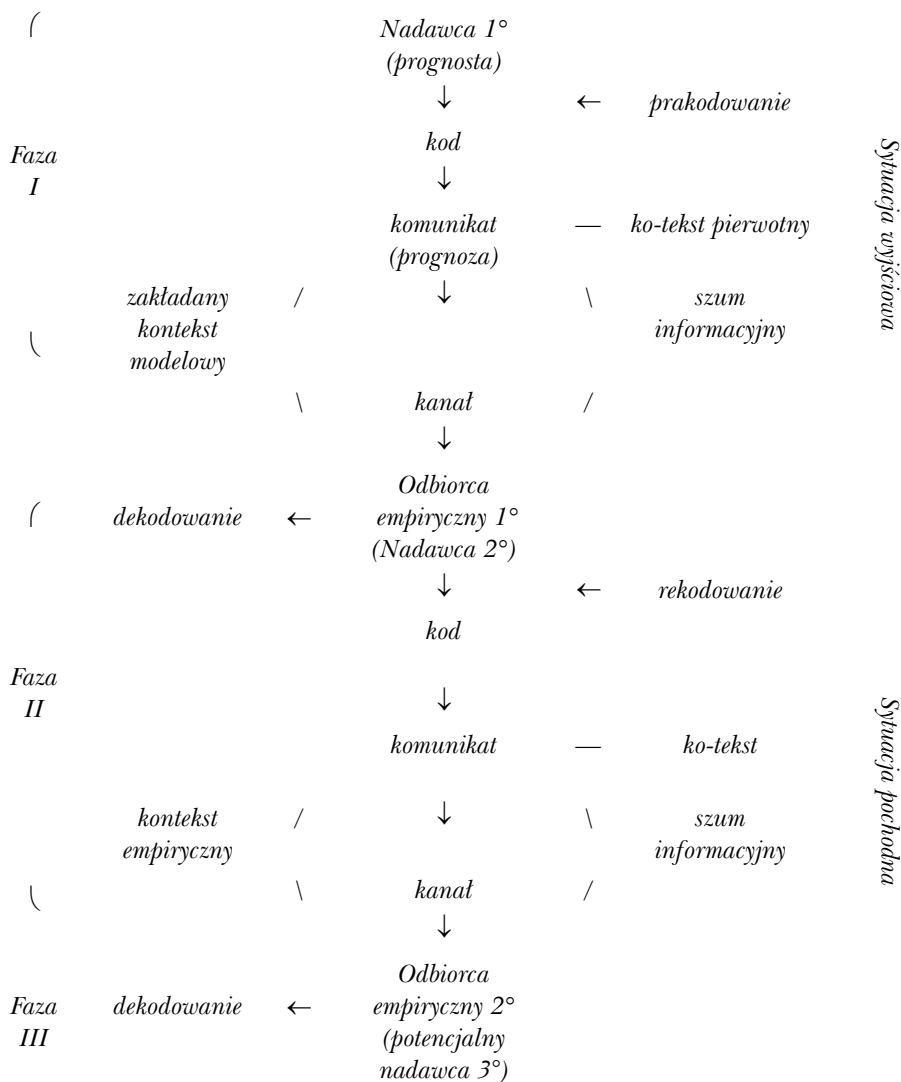 Nadawca 1°
(prognosta)
↓ ← prakodowanie
kod
Faza
I
↓
komunikat — ko-tekst pierwotny
(prognoza)
Sytuacja wyjściowa
zakładany / ↓ \ szum
kontekst informacyjny
modelowy
\ kanał /
↓
Odbiorca
dekodowanie ← empiryczny 1°
(Nadawca 2°)
↓ ← rekodowanie
kod
Faza
II
↓
komunikat — ko-tekst
Sytuacja pochodna
kontekst / ↓ \ szum
empiryczny informacyjny
\ kanał /
↓
Odbiorca
Faza dekodowanie ← empiryczny 2°
III (potencjalny
nadawca 3°)